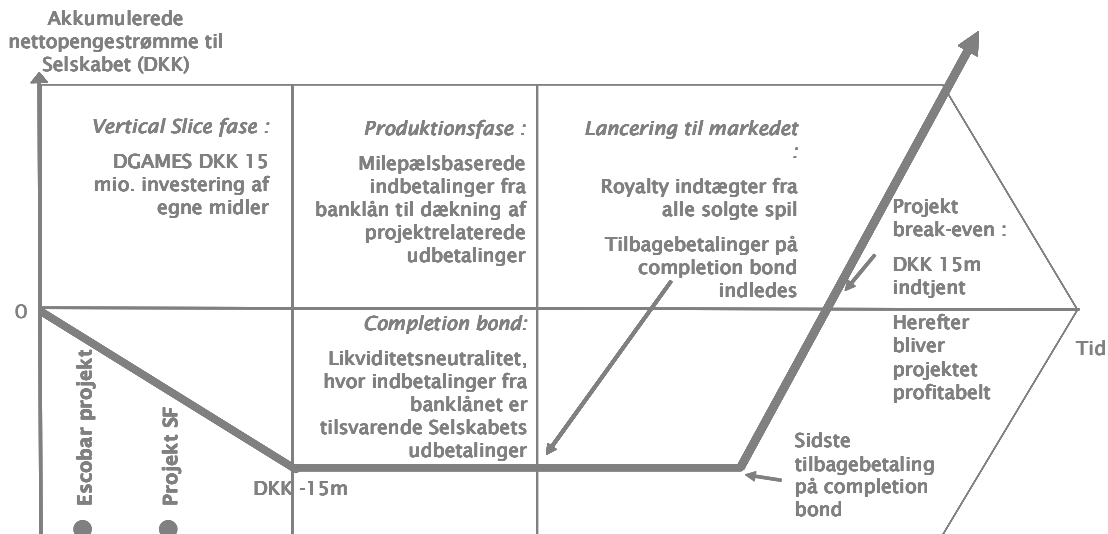 Akkumulerede
nettopengestrømme til
Selskabet (DKK)
Vertical Slice fase :
DGAMES DKK 15
mio. investering af
egne midler
Produktionsfase :
Milepælsbaserede
indbetalinger fra
banklån til dækning af
projektrelaterede
udbetalinger
Lancering til markedet
:
Royalty indtægter fra
alle solgte spil
Tilbagebetalinger på
completion bond
indledes
Projekt
break-even :
DKK 15m
indtjent
0
Completion bond:
Likviditetsneutralitet,
hvor indbetalinger fra
banklånet er
tilsvarende Selskabets
udbetalinger
Herefter
bliver
projektet
profitabelt
Tid
Escobar projekt
Projekt SF
DKK -15m
Sidste
tilbagebetaling
på completion
bond